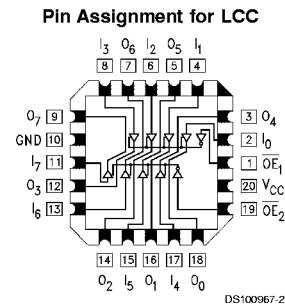 Pin Assignment for LCC
I3 O6 I2 O5 I1
8 7 6 5 4
O7 9
GND 10
I7 11
O3 12
I6 13
3 O4
2 I0
1 OE1
20 VCC
19 OE2
14 15 16 17 18
O2 I5 O1 I4 O0
DS100967-2